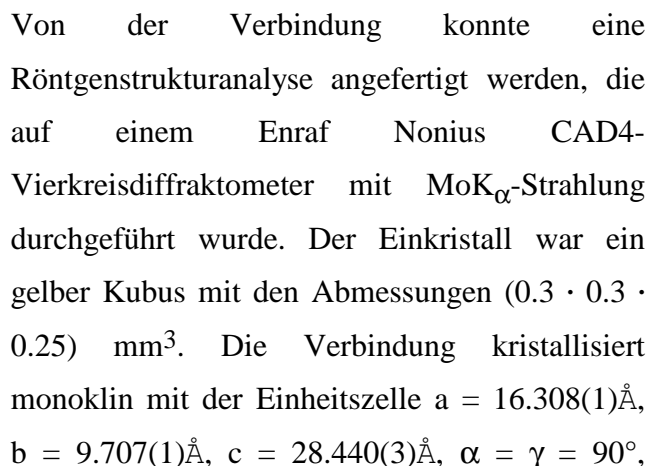 Von der Verbindung konnte eine
Röntgenstrukturanalyse angefertigt werden, die
auf einem Enraf Nonius CAD4-
Vierkreisdiffraktometer mit MoKα-Strahlung
durchgeführt wurde. Der Einkristall war ein
gelber Kubus mit den Abmessungen (0.3 · 0.3 ·
0.25) mm³. Die Verbindung kristallisiert
monoklin mit der Einheitszelle a = 16.308(1)Å,
b = 9.707(1)Å, c = 28.440(3)Å, α = γ = 90°,